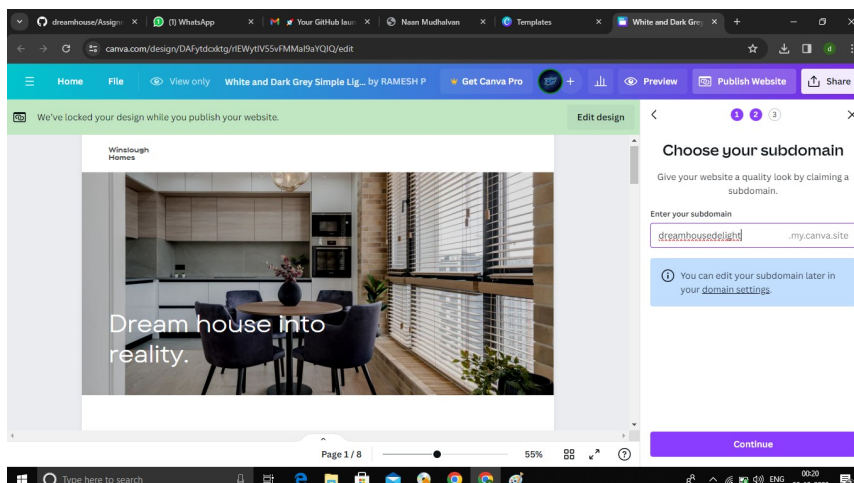 dreamhouse/Assignm
(1) WhatsApp
Your GitHub laun
Naan Mudhalvan
Templates
White and Dark Grey
canva.com/design/DAFytdcxktg/rIEWytIV55vFMMaI9aYQIQ/edit
d
Home
File
View only
White and Dark Grey Simple Lig... by RAMESH P
Get Canva Pro
Preview
Publish Website
Share
We've locked your design while you publish your website.
Edit design
1 2 3
Winslough
Homes
Dream house into
reality.
Choose your subdomain
Give your website a quality look by claiming a
subdomain.
Enter your subdomain
dreamhousedelight
.my.canva.site
You can edit your subdomain later in
your domain settings.
Continue
Page 1 / 8
55%
Type here to search
ENG
00:20